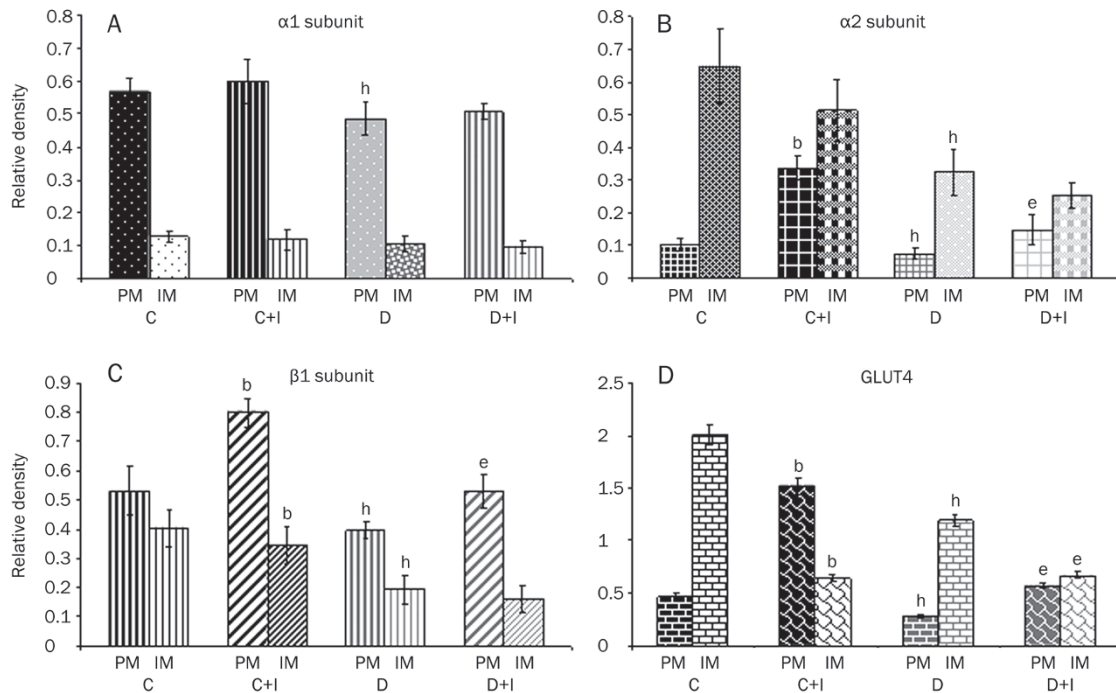 A
α1 subunit
Relative density
0.8
0.7
0.6
0.5
0.4
0.3
0.2
0.1
0
h
PM IM PM IM PM IM PM IM
C C+I D D+I
B
α2 subunit
0.8
0.7
0.6
0.5
0.4
0.3
0.2
0.1
0
b
h
h
e
PM IM PM IM PM IM PM IM
C C+I D D+I
C
β1 subunit
Relative density
0.9
0.8
0.7
0.6
0.5
0.4
0.3
0.2
0.1
0
b
b
h
h
e
PM IM PM IM PM IM PM IM
C C+I D D+I
D
GLUT4
2.5
2
1.5
1
0.5
0
b
b
h
h
e e
PM IM PM IM PM IM PM IM
C C+I D D+I